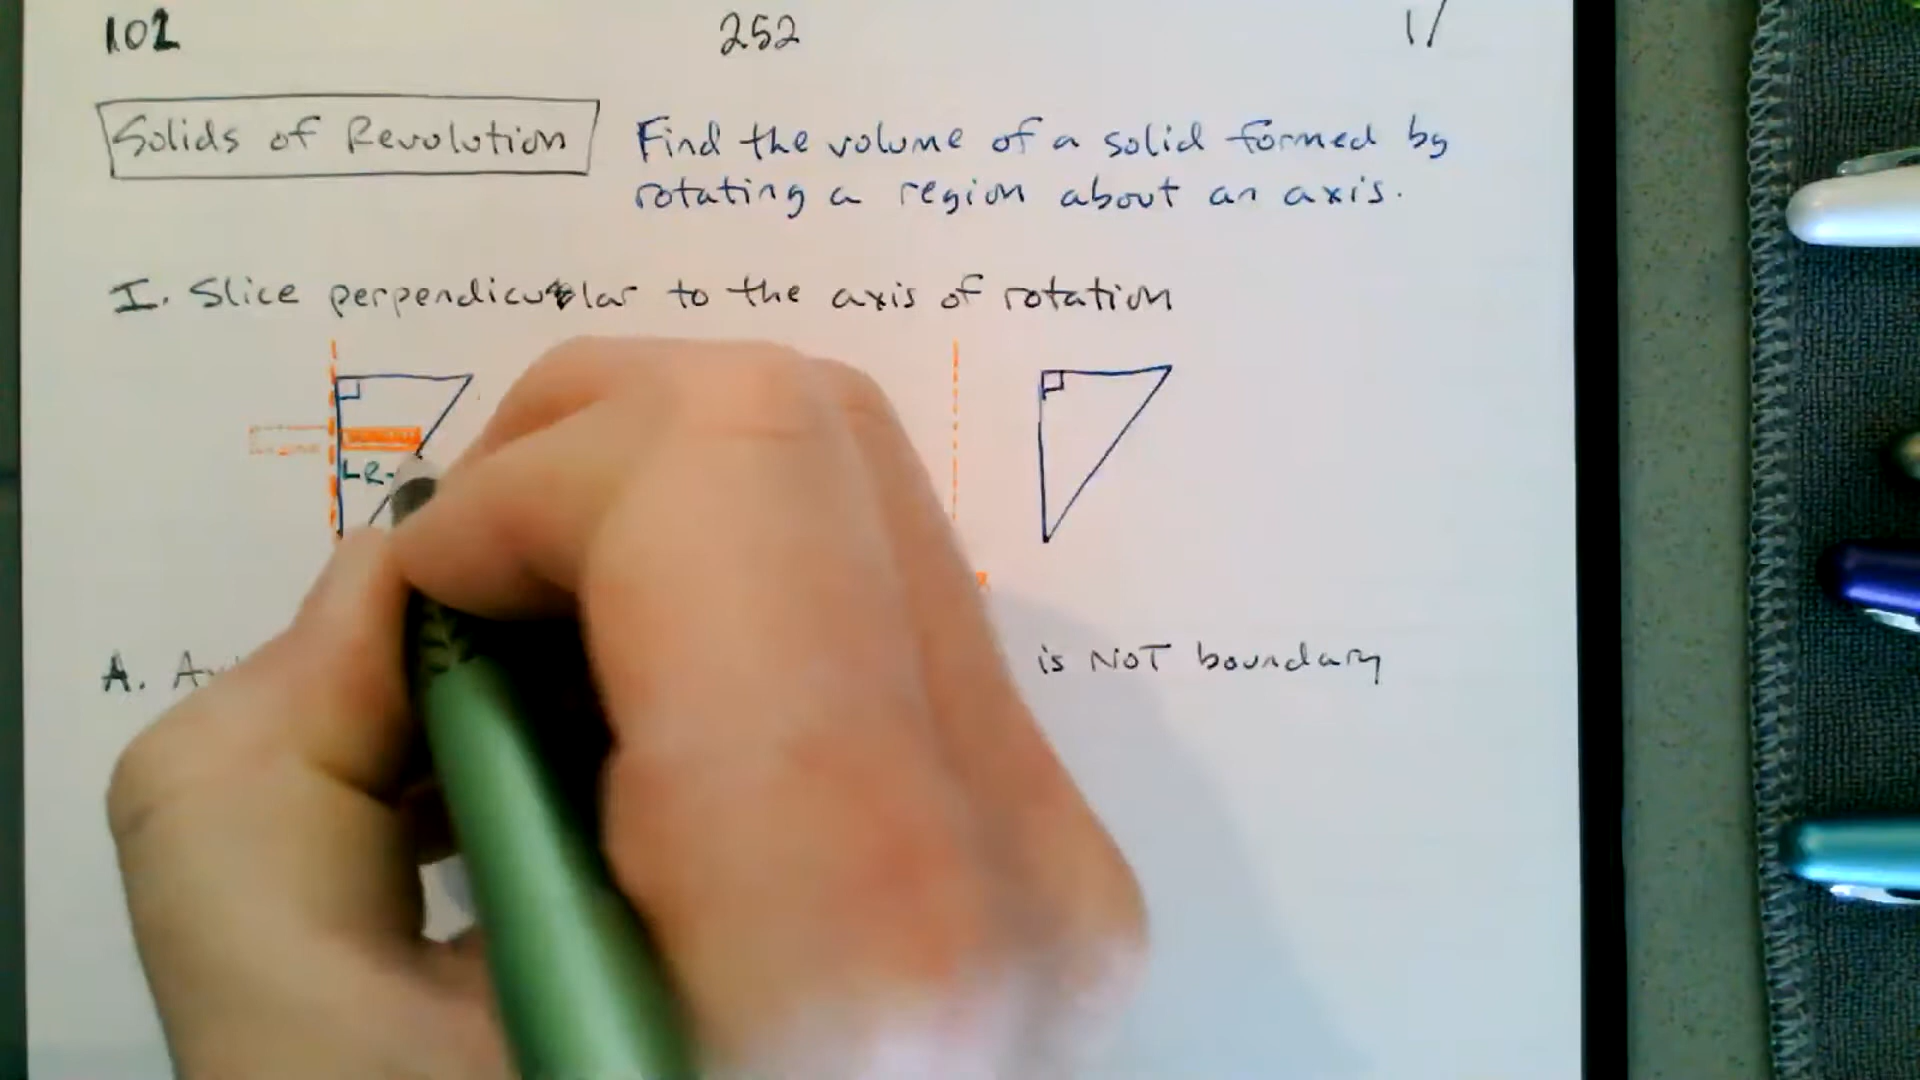 101 252 1/
Solids of Revolution Find the volume of a solid formed by
rotating a region about an axis.
I. Slice perpendicular to the axis of rotation
R
A. is NOT boundary